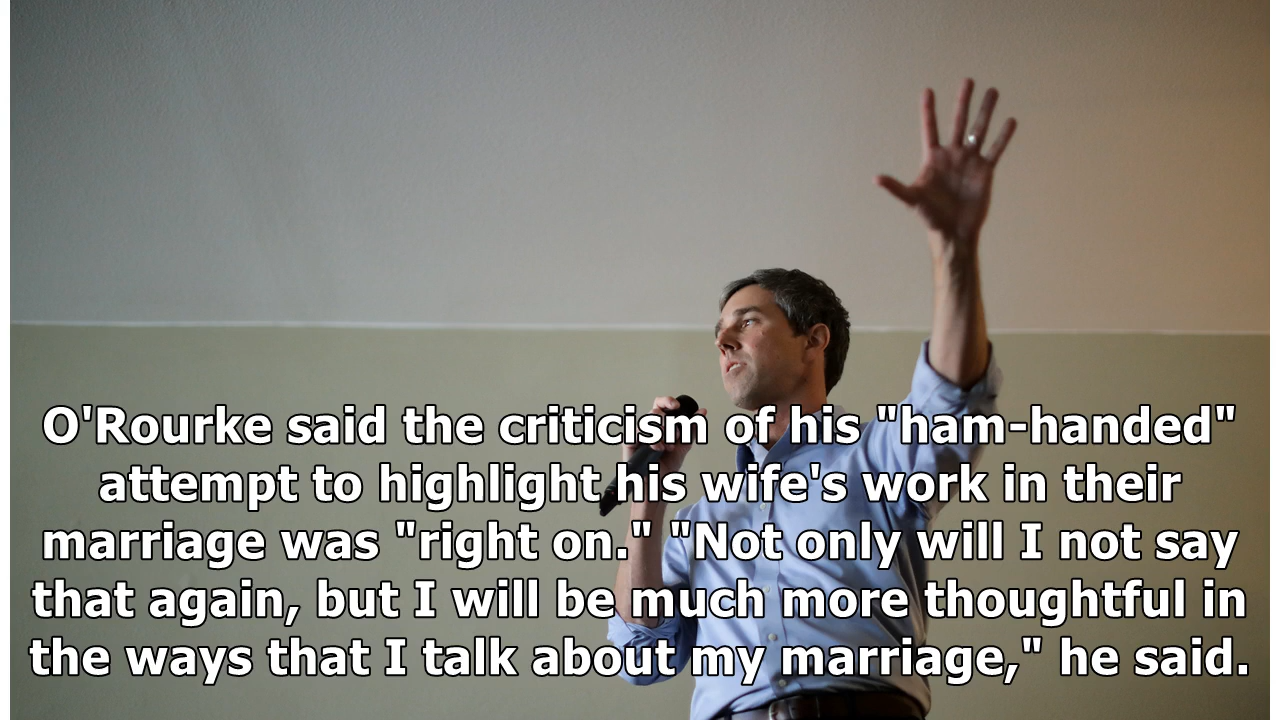 O'Rourke said the criticism of his "ham-handed"
attempt to highlight his wife's work in their
marriage was "right on." "Not only will I not say
that again, but I will be much more thoughtful in
the ways that I talk about my marriage," he said.